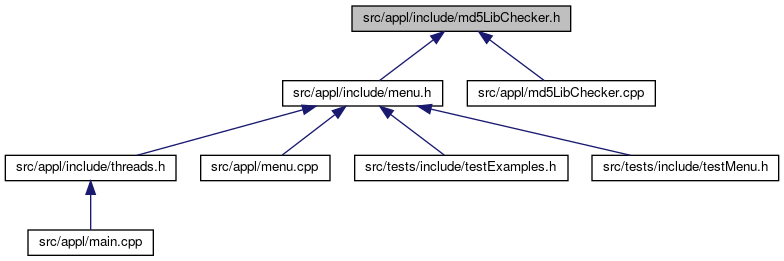 src/appl/include/md5LibChecker.h
src/appl/include/menu.h
src/appl/md5LibChecker.cpp
src/appl/include/threads.h
src/appl/menu.cpp
src/tests/include/testExamples.h
src/tests/include/testMenu.h
src/appl/main.cpp